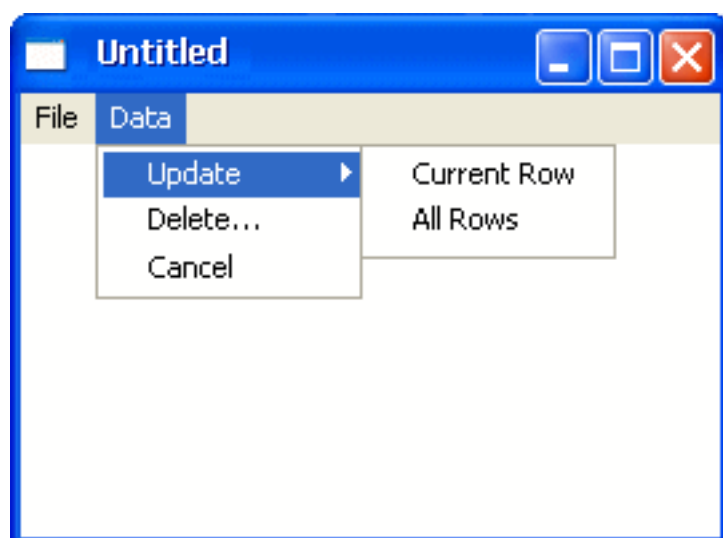 Untitled
File Data
Update Current Row
Delete... All Rows
Cancel